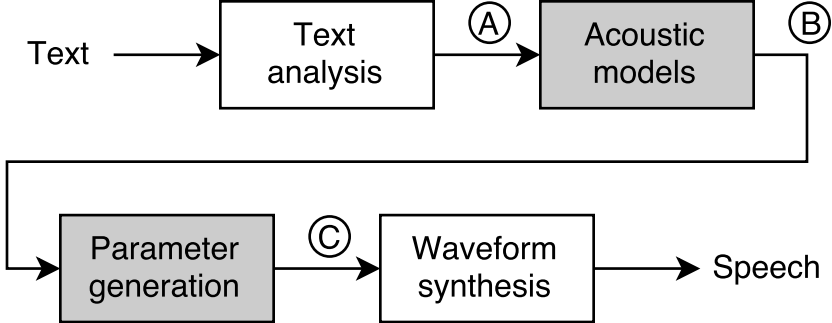 Text
Text
analysis
A
Acoustic
models
B
Parameter
generation
C
Waveform
synthesis
Speech